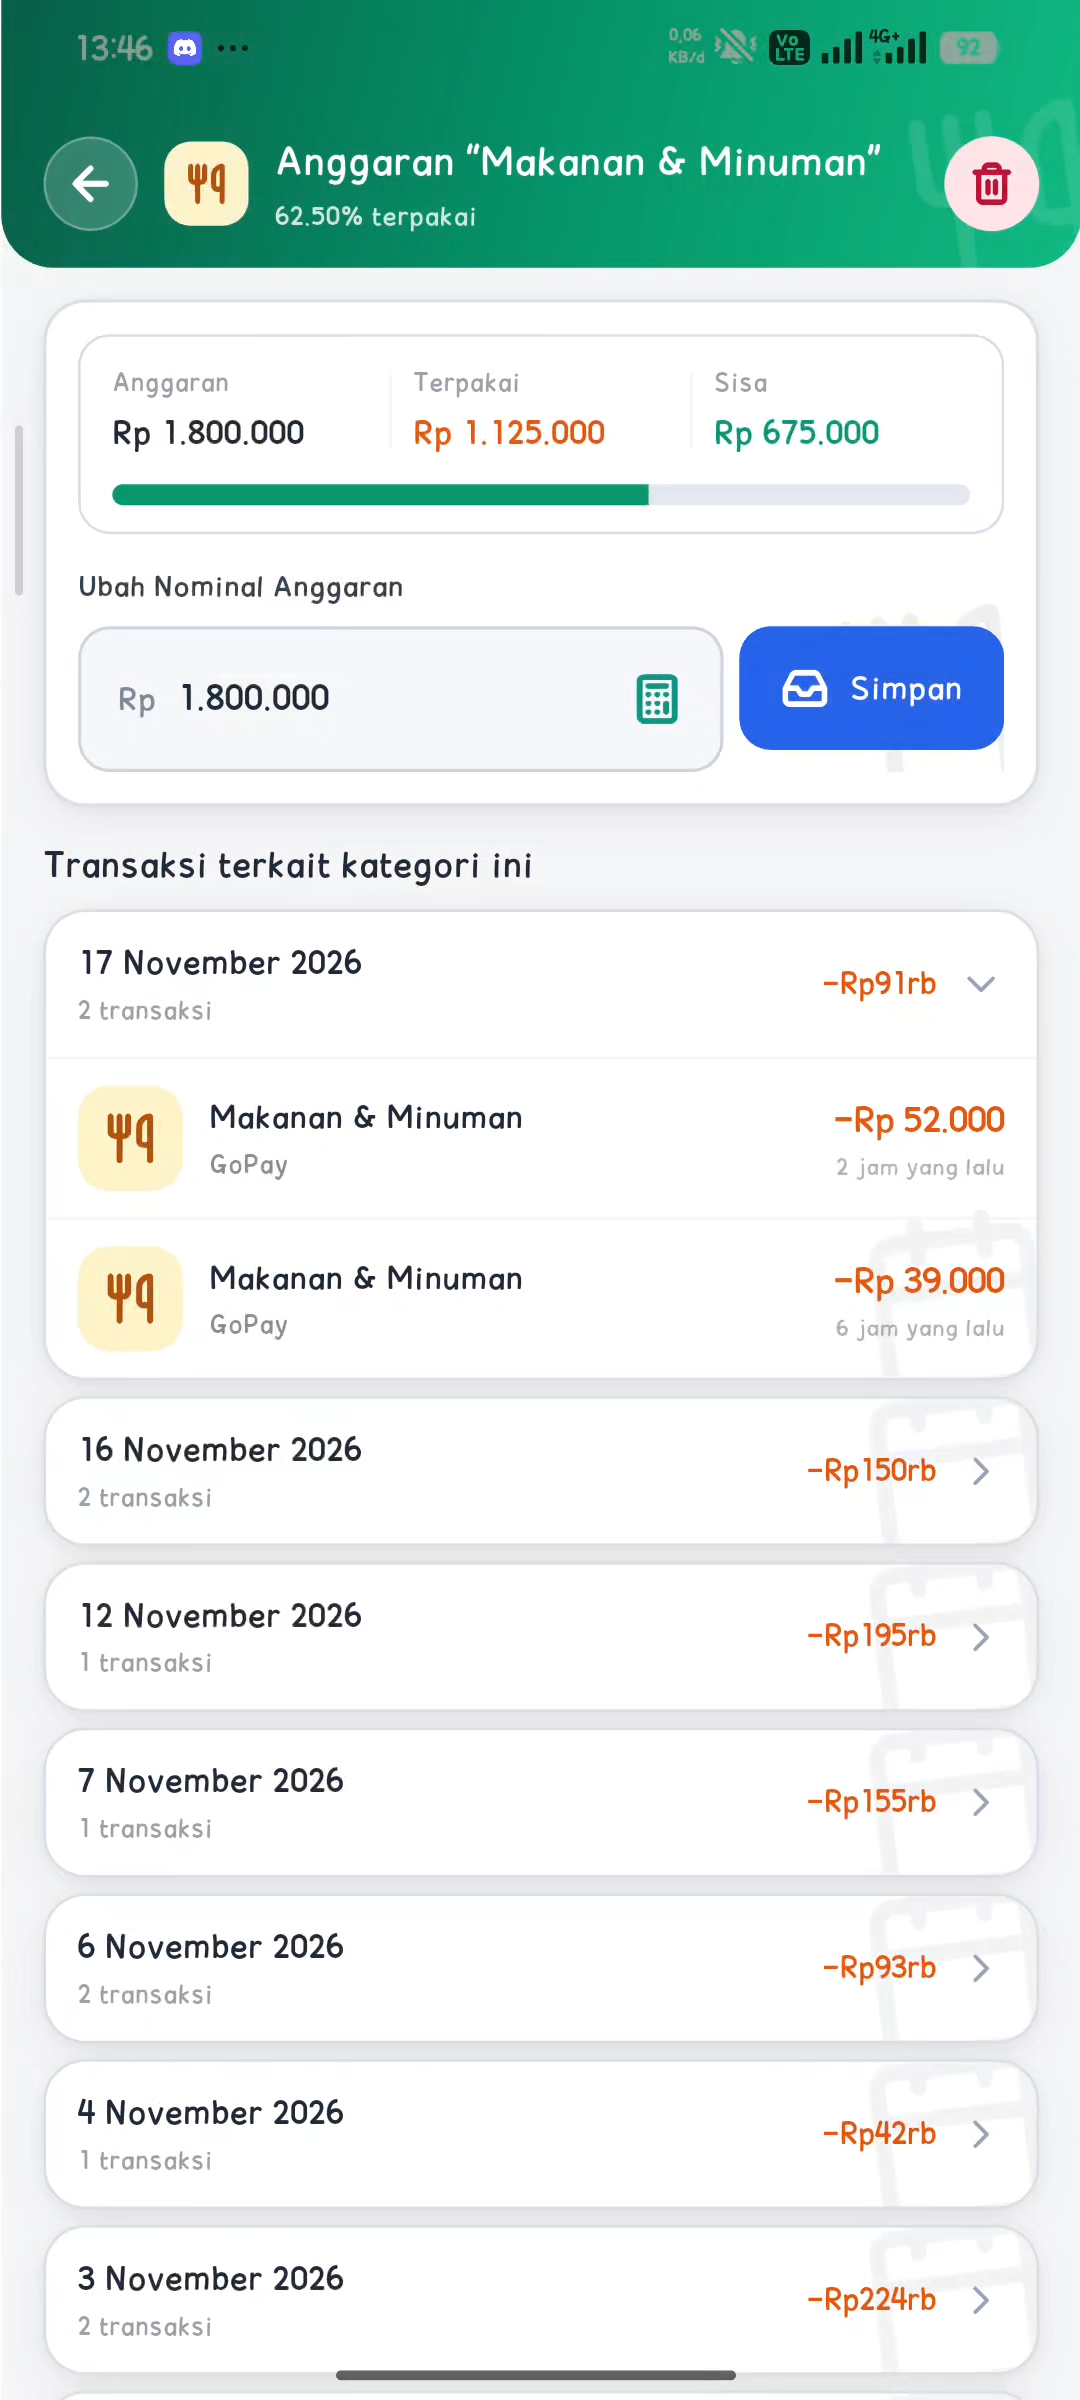 13:46
0,06
KB/d
Vo
LTE
4G+
92
Anggaran "Makanan & Minuman"
62.50% terpakai
Anggaran
Rp 1.800.000
Terpakai
Rp 1.125.000
Sisa
Rp 675.000
Ubah Nominal Anggaran
Rp 1.800.000
Simpan
Transaksi terkait kategori ini
17 November 2026
2 transaksi
-Rp91rb
Makanan & Minuman
GoPay
-Rp 52.000
2 jam yang lalu
Makanan & Minuman
GoPay
-Rp 39.000
6 jam yang lalu
16 November 2026
2 transaksi
-Rp150rb
12 November 2026
1 transaksi
-Rp195rb
7 November 2026
1 transaksi
-Rp155rb
6 November 2026
2 transaksi
-Rp93rb
4 November 2026
1 transaksi
-Rp42rb
3 November 2026
2 transaksi
-Rp224rb